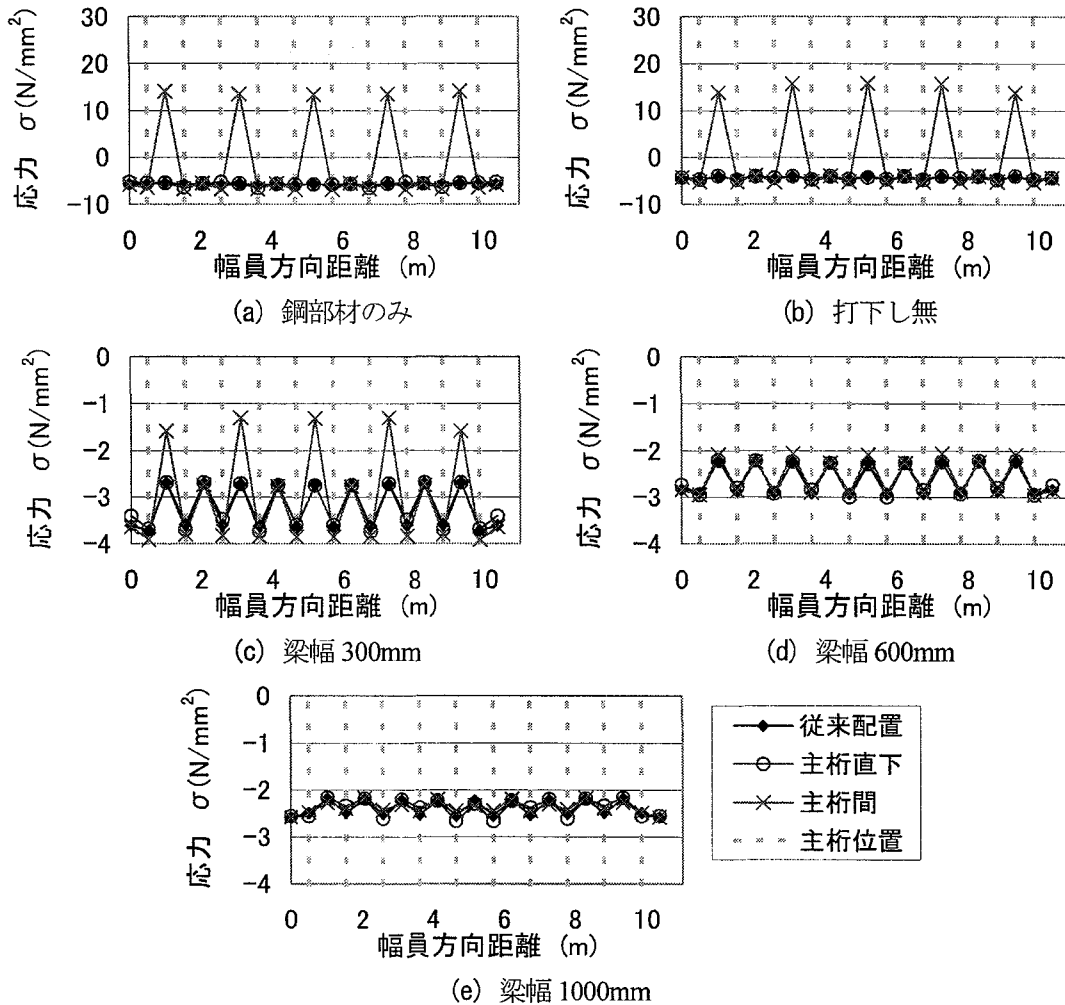 30
20
10
0
-10
応力 σ(N/mm²)
0 2 4 6 8 10
幅員方向距離 (m)
(a) 鋼部材のみ
30
20
10
0
-10
応力 σ(N/mm²)
0 2 4 6 8 10
幅員方向距離 (m)
(b) 打下し無
0
-1
-2
-3
-4
応力 σ(N/mm²)
0 2 4 6 8 10
幅員方向距離 (m)
(c) 梁幅 300mm
0
-1
-2
-3
-4
応力 σ(N/mm²)
0 2 4 6 8 10
幅員方向距離 (m)
(d) 梁幅 600mm
0
-1
-2
-3
-4
応力 σ(N/mm²)
0 2 4 6 8 10
幅員方向距離 (m)
(e) 梁幅 1000mm
従来配置
主桁直下
主桁間
主桁位置